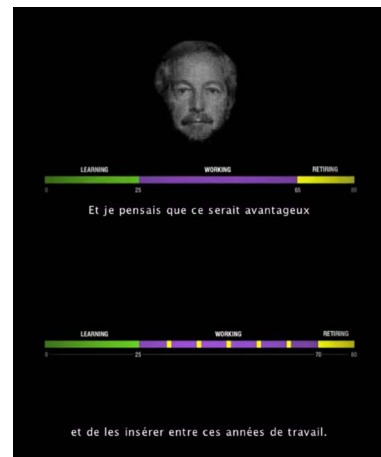 LEARNING WORKING RETIRING
0 25 65 80
Et je pensais que ce serait avantageux
LEARNING WORKING RETIRING
0 25 70 80
et de les insérer entre ces années de travail.